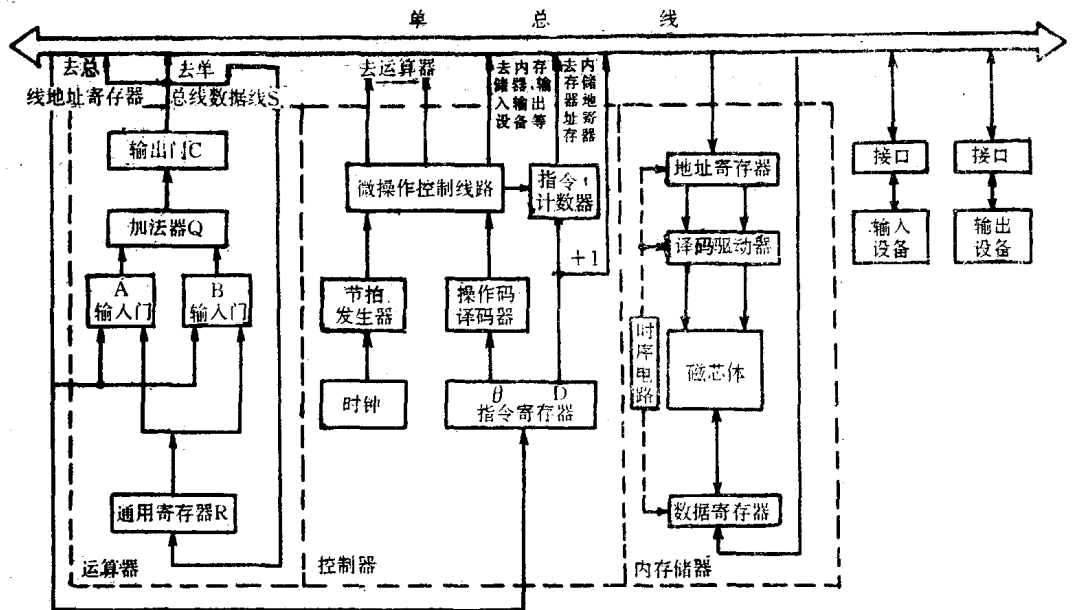 单总线
去总
线地址寄存器
去单
总线数据线S
去运算器
去内存
储器、输
入输出
设备等
去内存
储器地
址寄存器
输出门C
加法器Q
A
输入门
B
输入门
通用寄存器R
运算器
微操作控制线路
指令
计数器
+1
节拍
发生器
操作码
译码器
时钟
θ D
指令寄存器
控制器
地址寄存器
译码驱动器
时序电路
磁芯体
数据寄存器
内存储器
接口
接口
输入
设备
输出
设备